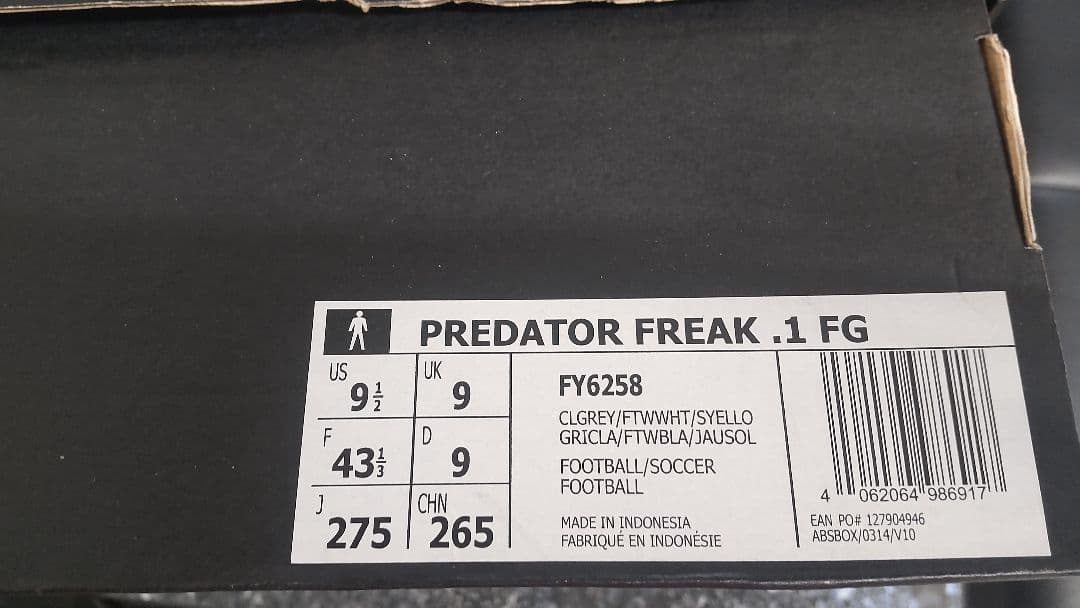 PREDATOR FREAK .1 FG
US 9½ UK 9
F 43⅓ D 9
J 275 CHN 265
FY6258
CLGREY/FTWWHT/SYELLO
GRICLA/FTWBLA/JAUSOL
FOOTBALL/SOCCER
FOOTBALL
MADE IN INDONESIA
FABRIQUÉ EN INDONÉSIE
4 062064 986917
EAN PO# 127904946
ABSBOX/0314/V10